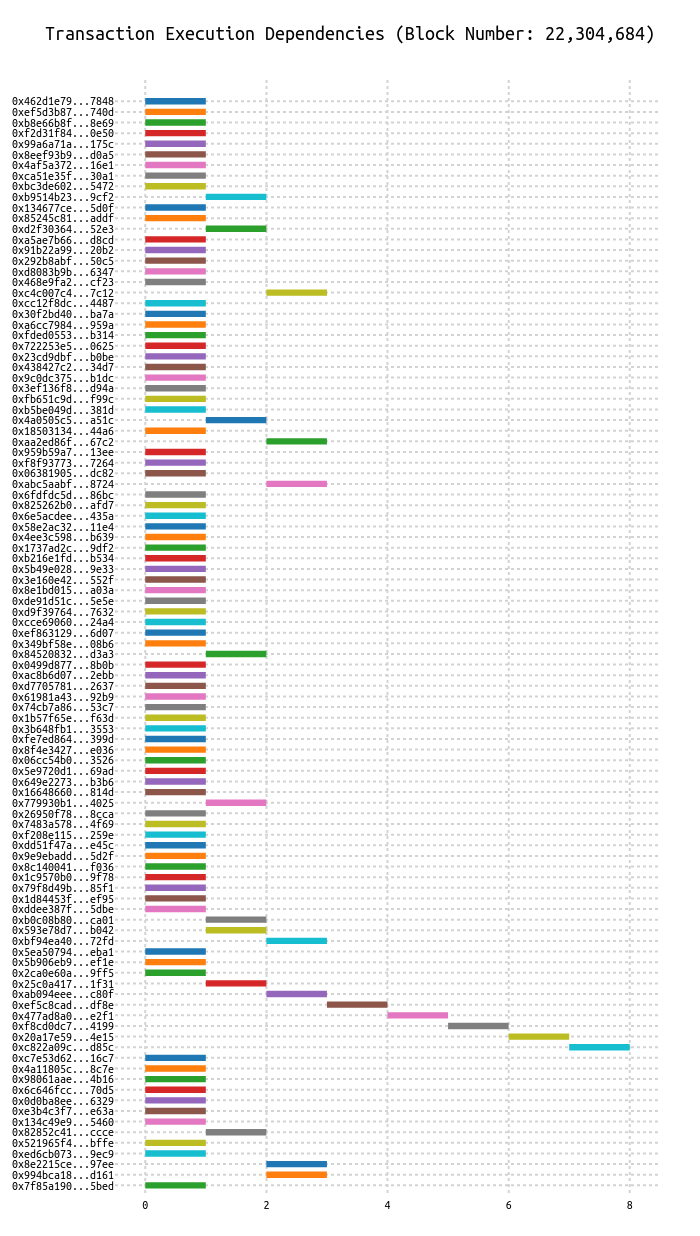 Transaction Execution Dependencies (Block Number: 22,304,684)
0x462d1e79...7848
0xef5d3b87...740d
0xb8e66b8f...8e69
0xf2d31f84...0e50
0x99a6a71a...175c
0x8eef93b9...d0a5
0x4af5a372...16e1
0xca51e35f...30a1
0xbc3de602...5472
0xb9514b23...9cf2
0x134677ce...5d0f
0x85245c81...addf
0xd2f30364...52e3
0xa5ae7b66...d8cd
0x91b22a99...20b2
0x292b8abf...50c5
0xd8083b9b...6347
0x468e9fa2...cf23
0xc4c007c4...7c12
0xcc12f8dc...4487
0x30f2bd40...ba7a
0xa6cc7984...959a
0xfded0553...b314
0x722253e5...0625
0x23cd9dbf...b0be
0x438427c2...34d7
0x9c0dc375...b1dc
0x3ef136f8...d94a
0xfb651c9d...f99c
0xb5be049d...381d
0x4a0505c5...a51c
0x18503134...44a6
0xaa2ed86f...67c2
0x959b59a7...13ee
0xf8f93773...7264
0x06381905...dc82
0xabc5aabf...8724
0x6fdfdc5d...86bc
0x825262b0...afd7
0x6e5acdee...435a
0x58e2ac32...11e4
0x4ee3c598...b639
0x1737ad2c...9df2
0xb216e1fd...b534
0x5b49e028...9e33
0x3e160e42...552f
0x8e1bd015...a03a
0xde91d51c...5e5e
0xd9f39764...7632
0xcce69060...24a4
0xef863129...6d07
0x349bf58e...08b6
0x84520832...d3a3
0x0499d877...8b0b
0xac8b6d07...2ebb
0xd7705781...2637
0x61981a43...92b9
0x74cb7a86...53c7
0x1b57f65e...f63d
0x3b648fb1...3553
0xfe7ed864...399d
0x8f4e3427...e036
0x06cc54b0...3526
0x5e9720d1...69ad
0x649e2273...b3b6
0x16648660...814d
0x779930b1...4025
0x26950f78...8cca
0x7483a578...4f69
0xf208e115...259e
0xdd51f47a...e45c
0x9e9ebadd...5d2f
0x8c140041...f036
0x1c9570b0...9f78
0x79f8d49b...85f1
0x1d84453f...ef95
0xddee387f...5dbe
0xb0c08b80...ca01
0x593e78d7...b042
0xbf94ea40...72fd
0x5ea50794...eba1
0x5b906eb9...ef1e
0x2ca0e60a...9ff5
0x25c0a417...1f31
0xab094eee...c80f
0xef5c8cad...df8e
0x477ad8a0...e2f1
0xf8cd0dc7...4199
0x20a17e59...4e15
0xc822a09c...d85c
0xc7e53d62...16c7
0x4a11805c...8c7e
0x98061aae...4b16
0x6c646fcc...70d5
0x0d0ba8ee...6329
0xe3b4c3f7...e63a
0x134c49e9...5460
0x82852c41...ccce
0x521965f4...bffe
0xed6cb073...9ec9
0x8e2215ce...97ee
0x994bca18...d161
0x7f85a190...5bed
0 2 4 6 8